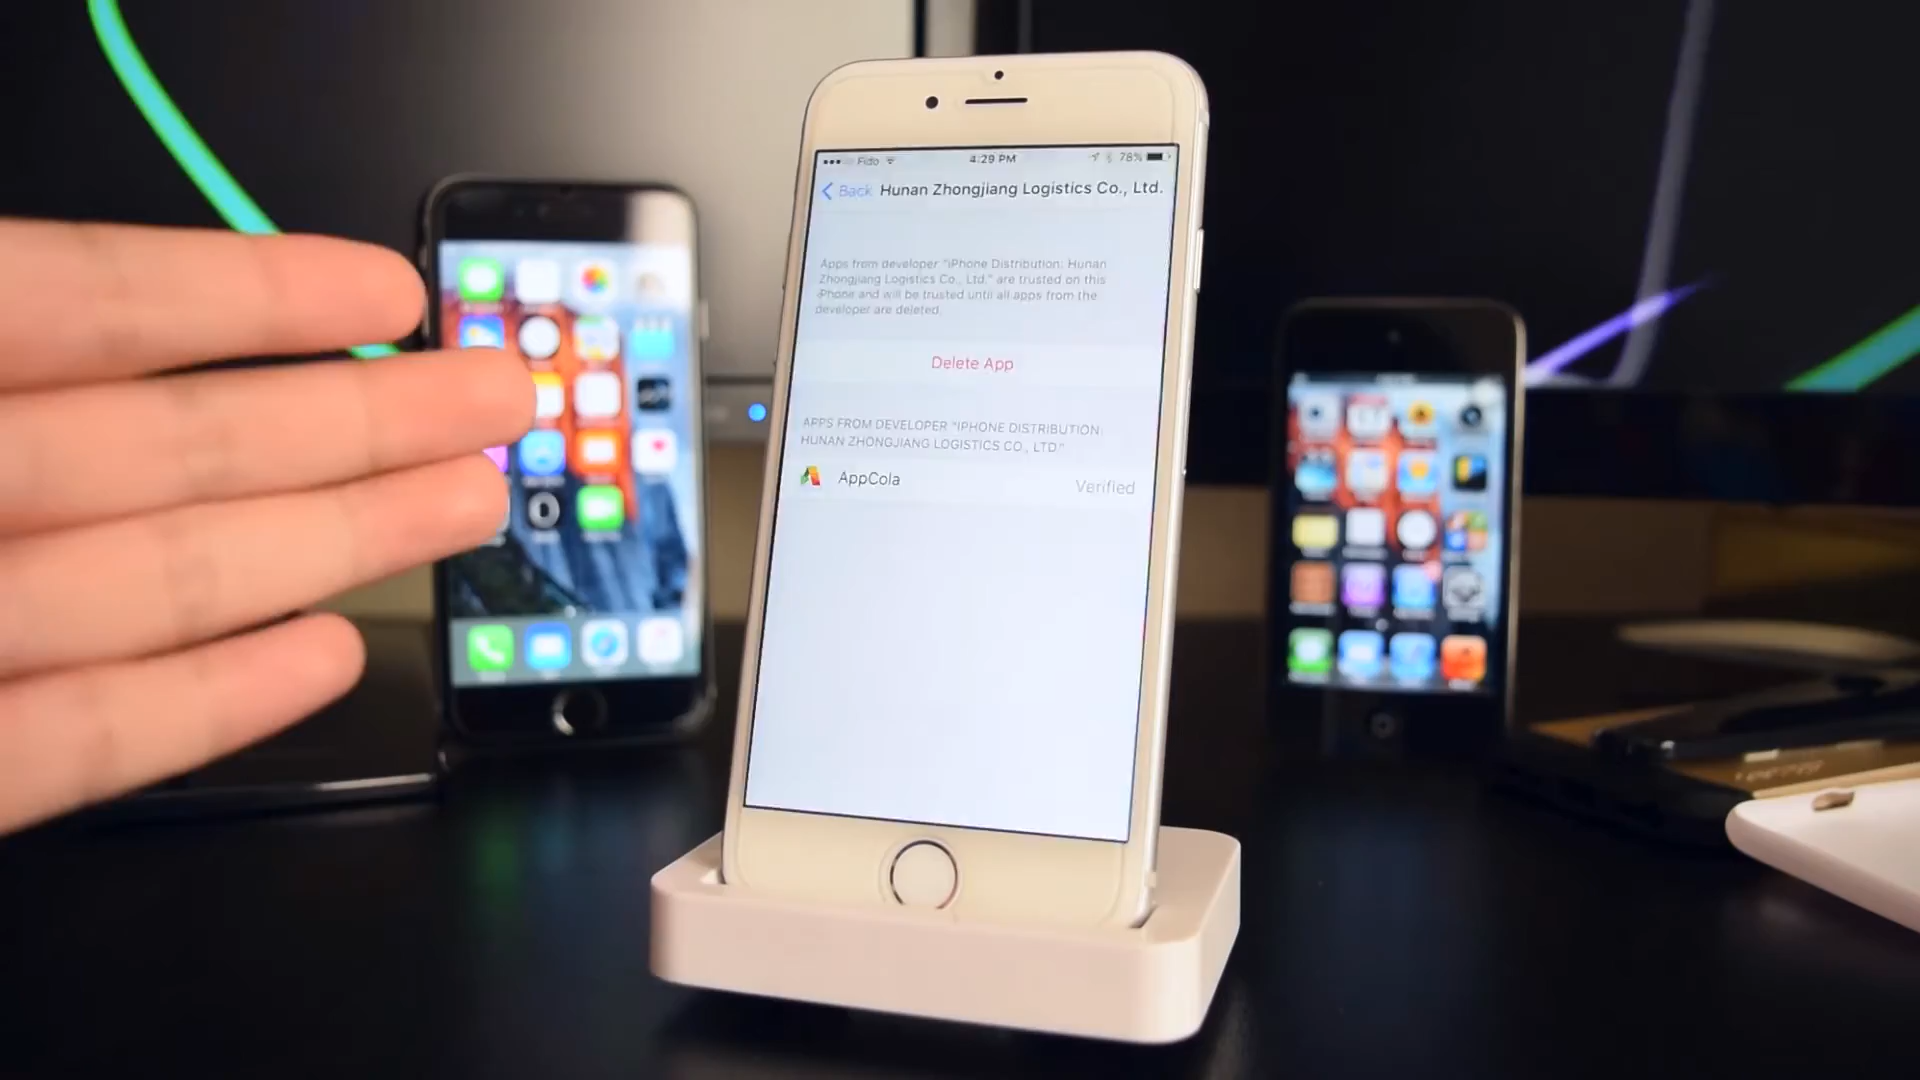 Fido 4:29 PM 78%
Back Hunan Zhongjiang Logistics Co., Ltd.
Apps from developer "iPhone Distribution: Hunan
Zhongjiang Logistics Co., Ltd." are trusted on this
iPhone and will be trusted until all apps from the
developer are deleted.
Delete App
APPS FROM DEVELOPER "IPHONE DISTRIBUTION:
HUNAN ZHONGJIANG LOGISTICS CO., LTD."
AppCola Verified